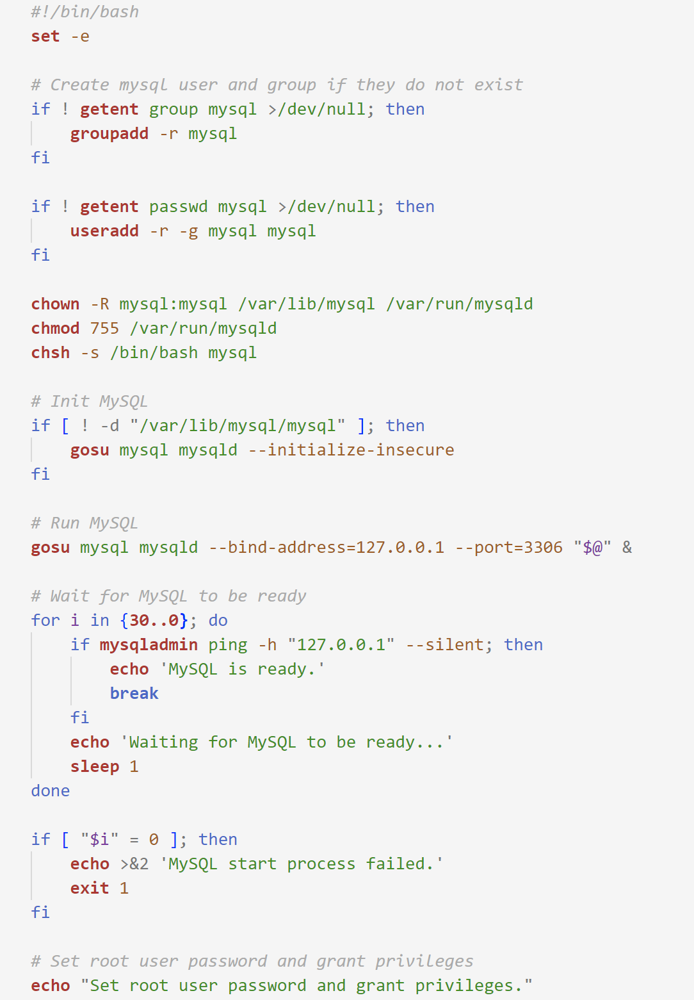 #!/bin/bash
set -e
# Create mysql user and group if they do not exist
if ! getent group mysql >/dev/null; then
    groupadd -r mysql
fi
if ! getent passwd mysql >/dev/null; then
    useradd -r -g mysql mysql
fi
chown -R mysql:mysql /var/lib/mysql /var/run/mysqld
chmod 755 /var/run/mysqld
chsh -s /bin/bash mysql
# Init MySQL
if [ ! -d "/var/lib/mysql/mysql" ]; then
    gosu mysql mysqld --initialize-insecure
fi
# Run MySQL
gosu mysql mysqld --bind-address=127.0.0.1 --port=3306 "$@" &
# Wait for MySQL to be ready
for i in {30..0}; do
    if mysqladmin ping -h "127.0.0.1" --silent; then
        echo 'MySQL is ready.'
        break
    fi
    echo 'Waiting for MySQL to be ready...'
    sleep 1
done
if [ "$i" = 0 ]; then
    echo >&2 'MySQL start process failed.'
    exit 1
fi
# Set root user password and grant privileges
echo "Set root user password and grant privileges."